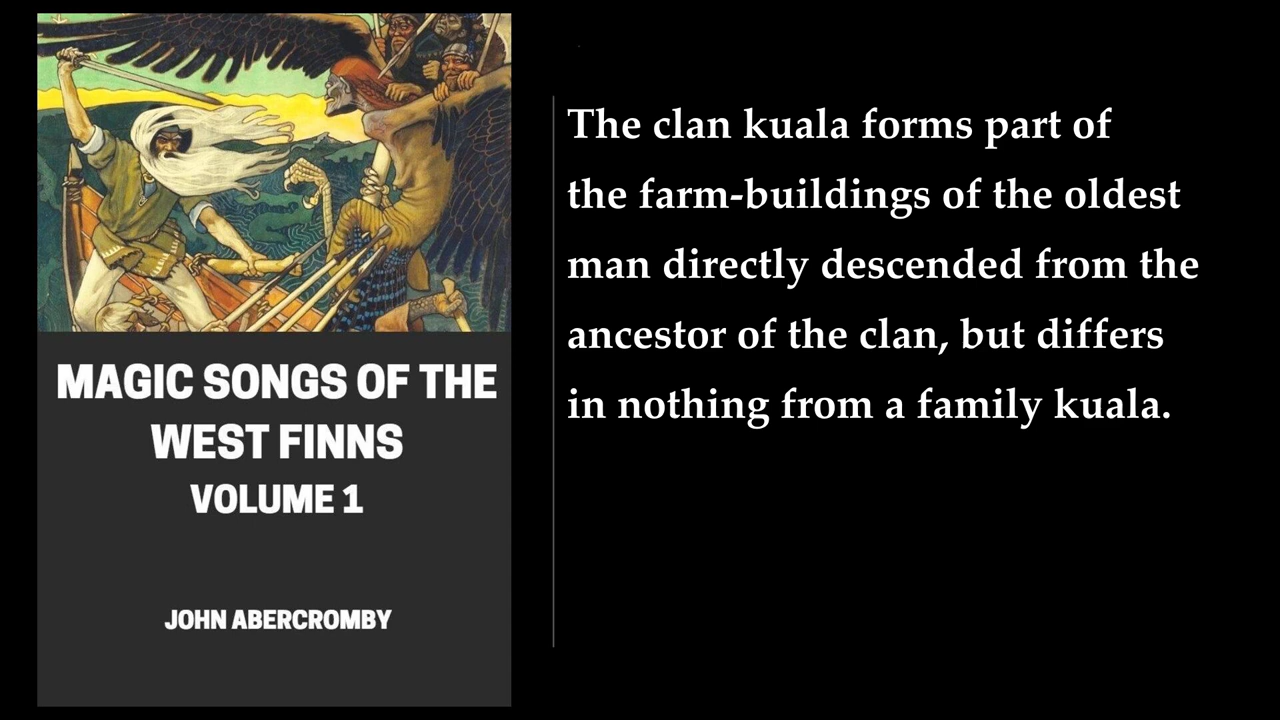 MAGIC SONGS OF THE
WEST FINNS
VOLUME 1
JOHN ABERCROMBY
The clan kuala forms part of
the farm-buildings of the oldest
man directly descended from the
ancestor of the clan, but differs
in nothing from a family kuala.